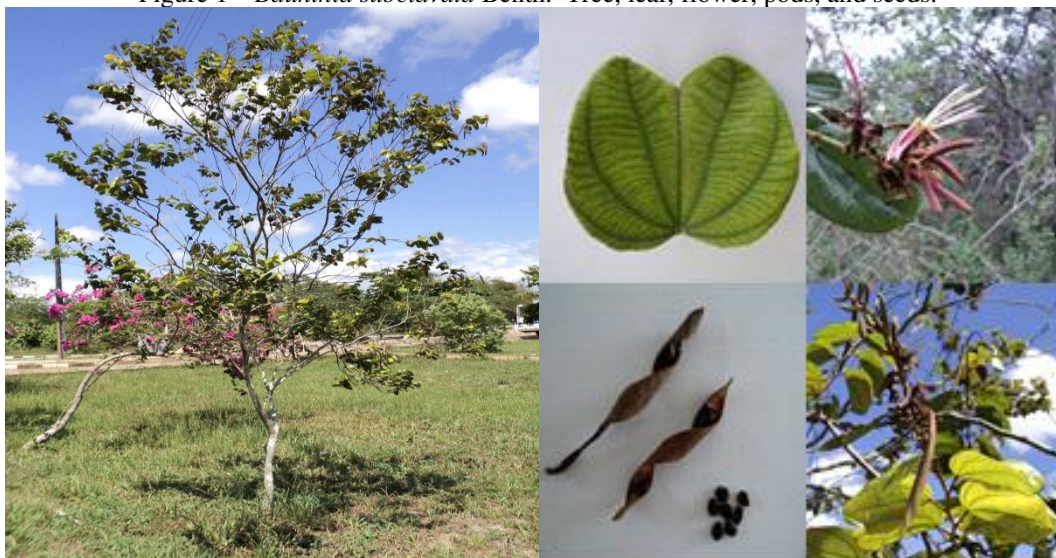 Figure 1 - Bauhinia subclavata Benth. Tree, leaf, flower, pods, and seeds.